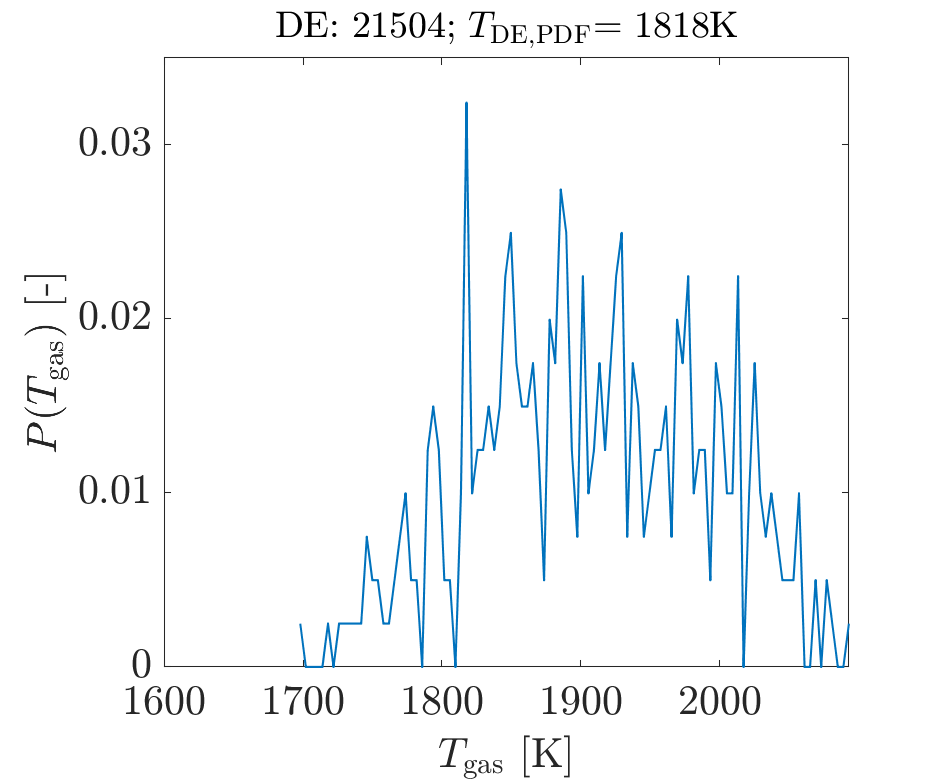 DE: 21504; T_DE,PDF= 1818K
0.03
0.02
0.01
0
P(T_gas) [-]
1600 1700 1800 1900 2000
T_gas [K]